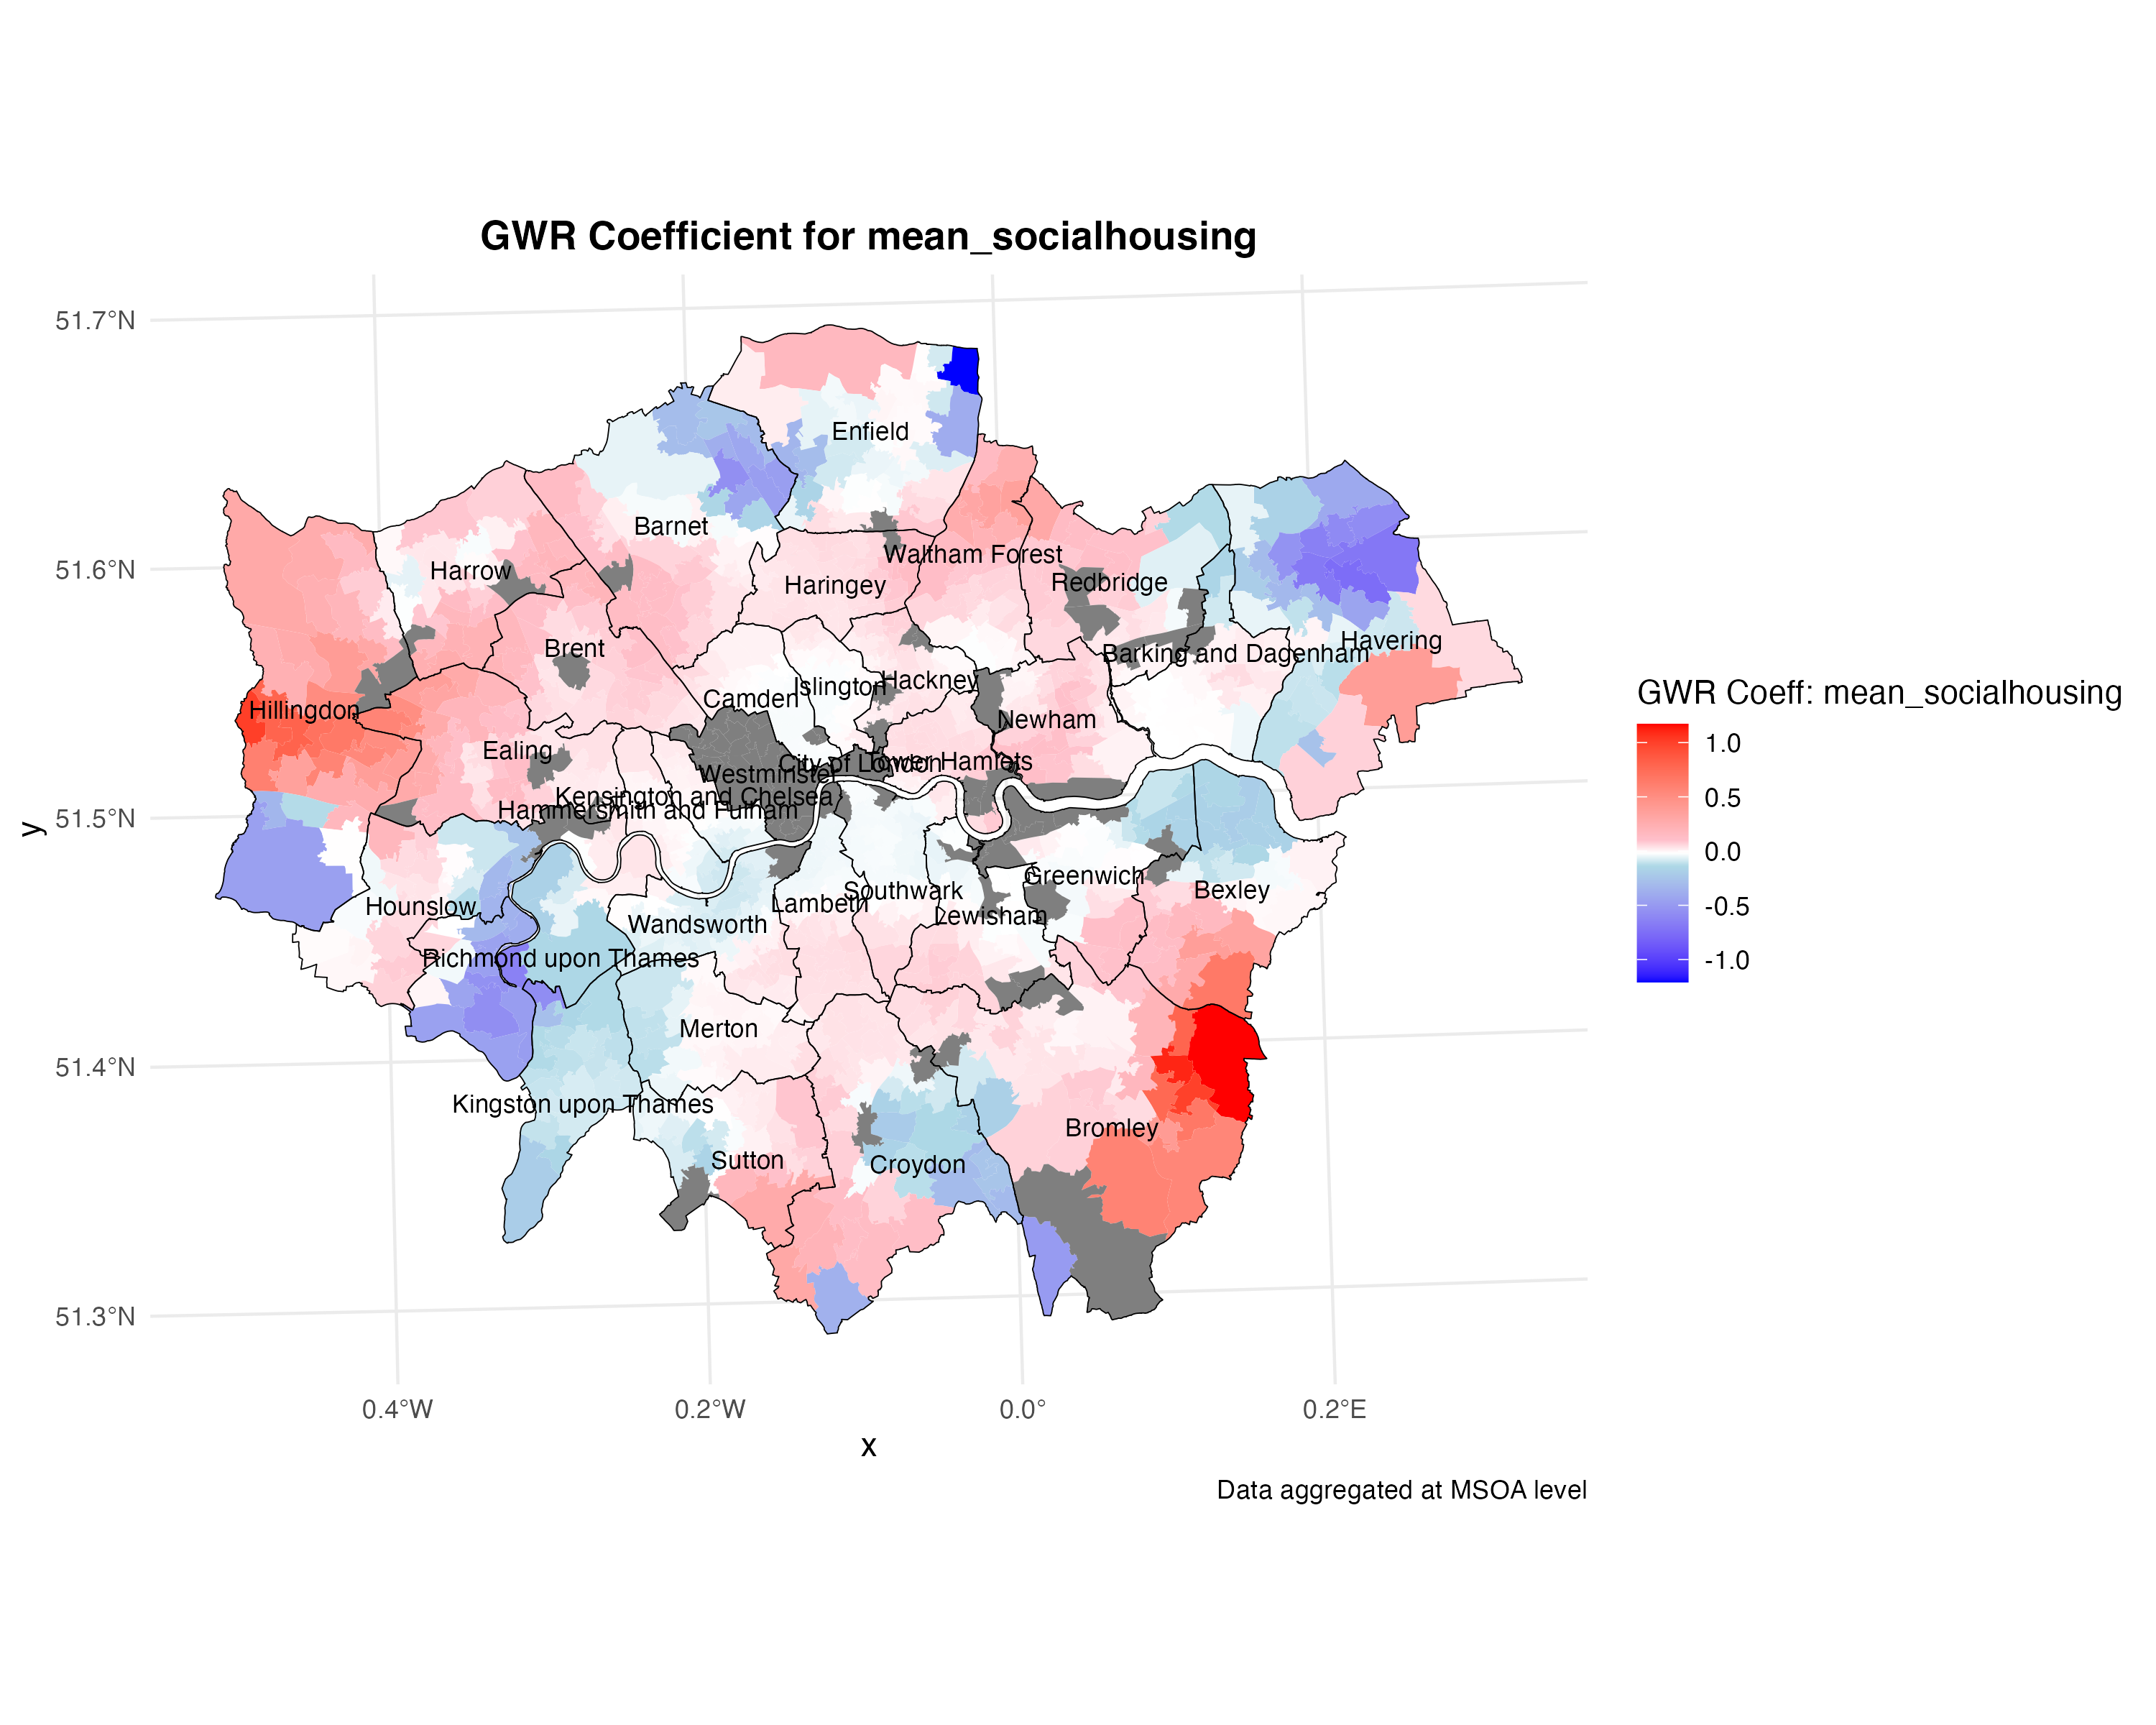 GWR Coefficient for mean_socialhousing
51.7°N
51.6°N
51.5°N
51.4°N
51.3°N
y
Enfield
Barnet
Waltham Forest
Harrow
Haringey
Redbridge
Brent
Havering
Barking and Dagenham
Hackney
Islington
Camden
Hillingdon
Newham
Ealing
City of London
Tower Hamlets
Westminster
Kensington and Chelsea
Hammersmith and Fulham
Greenwich
Southwark
Bexley
Lambeth
Hounslow
Lewisham
Wandsworth
Richmond upon Thames
Merton
Kingston upon Thames
Bromley
Sutton
Croydon
0.4°W
0.2°W
0.0°
0.2°E
x
Data aggregated at MSOA level
GWR Coeff: mean_socialhousing
1.0
0.5
0.0
-0.5
-1.0